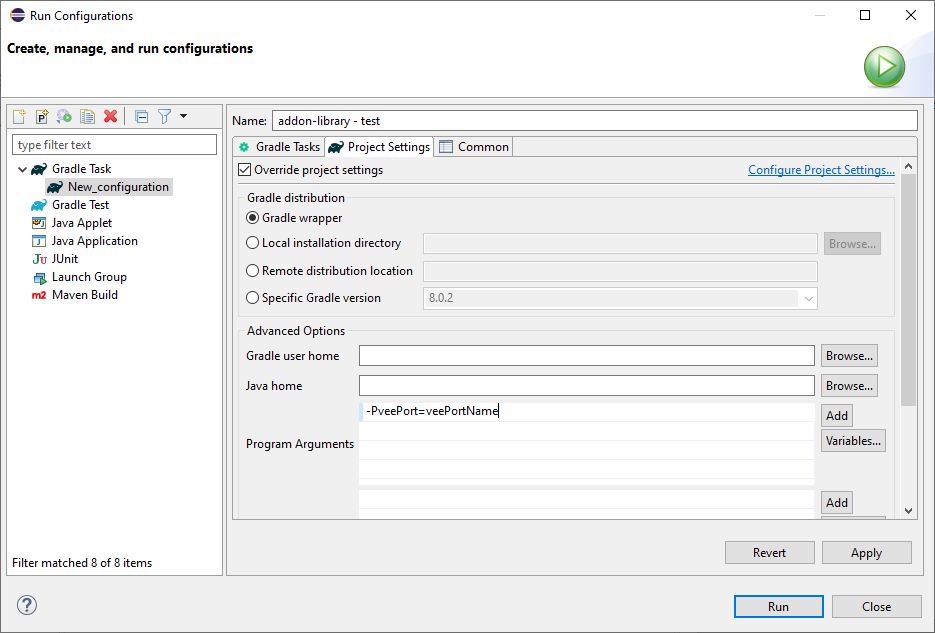 Run Configurations
Create, manage, and run configurations
type filter text
Gradle Task
New_configuration
Gradle Test
Java Applet
Java Application
Ju JUnit
Launch Group
m2 Maven Build
Filter matched 8 of 8 items
Name: addon-library - test
Gradle Tasks Project Settings Common
Override project settings Configure Project Settings...
Gradle distribution
Gradle wrapper
Local installation directory Browse...
Remote distribution location
Specific Gradle version 8.0.2
Advanced Options
Gradle user home Browse...
Java home Browse...
-PveePort=veePortName Add
Program Arguments Variables...
Add
Revert Apply
? Run Close